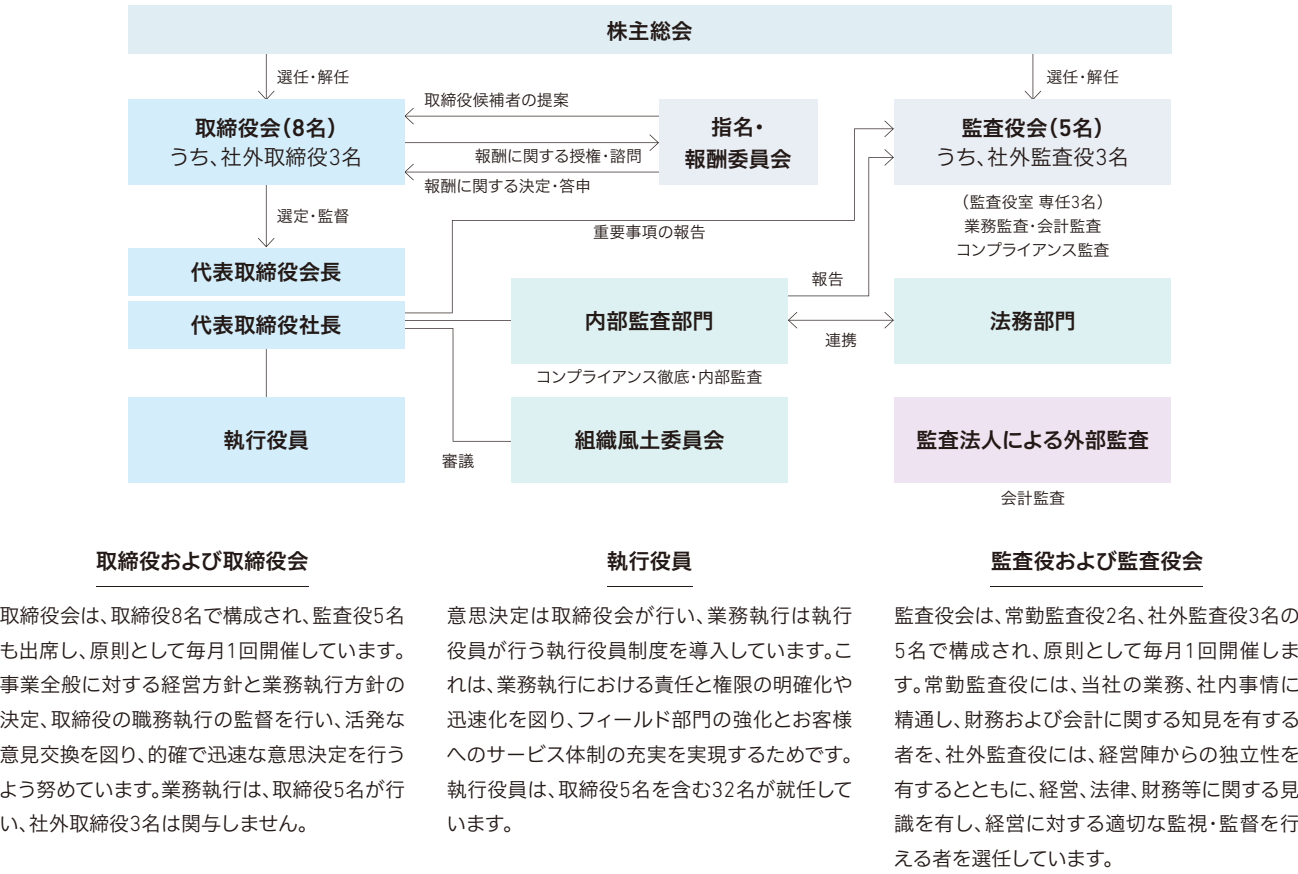 株主総会
選任・解任
選任・解任
取締役会（8名）
うち、社外取締役3名
取締役候補者の提案
報酬に関する授権・諮問
報酬に関する決定・答申
指名・
報酬委員会
監査役会（5名）
うち、社外監査役3名
（監査役室 専任3名）
業務監査・会計監査
コンプライアンス監査
選定・監督
重要事項の報告
代表取締役会長
代表取締役社長
報告
内部監査部門
連携
法務部門
コンプライアンス徹底・内部監査
執行役員
審議
組織風土委員会
監査法人による外部監査
会計監査
取締役および取締役会
取締役会は、取締役8名で構成され、監査役5名
も出席し、原則として毎月1回開催しています。
事業全般に対する経営方針と業務執行方針の
決定、取締役の職務執行の監督を行い、活発な
意見交換を図り、的確で迅速な意思決定を行う
よう努めています。業務執行は、取締役5名が行
い、社外取締役3名は関与しません。
執行役員
意思決定は取締役会が行い、業務執行は執行
役員が行う執行役員制度を導入しています。こ
れは、業務執行における責任と権限の明確化や
迅速化を図り、フィールド部門の強化とお客様
へのサービス体制の充実を実現するためです。
執行役員は、取締役5名を含む32名が就任して
います。
監査役および監査役会
監査役会は、常勤監査役2名、社外監査役3名の
5名で構成され、原則として毎月1回開催しま
す。常勤監査役には、当社の業務、社内事情に
精通し、財務および会計に関する知見を有する
者を、社外監査役には、経営陣からの独立性を
有するとともに、経営、法律、財務等に関する見
識を有し、経営に対する適切な監視・監督を行
える者を選任しています。